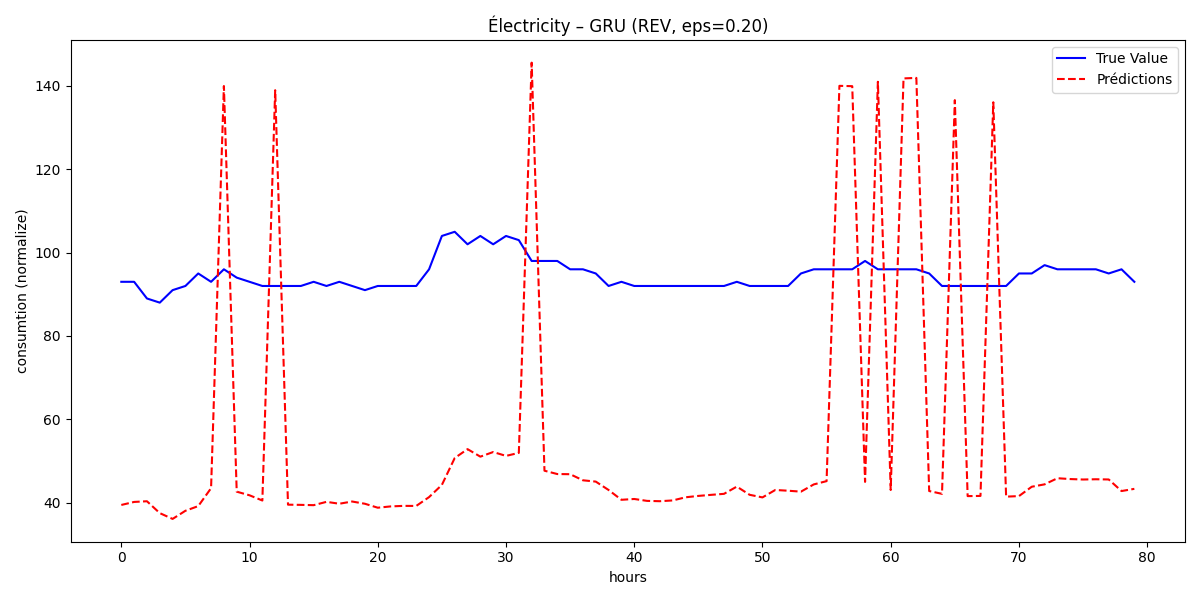 Électricity – GRU (REV, eps=0.20)
True Value
Prédictions
consumtion (normalize)
140
120
100
80
60
40
0 10 20 30 40 50 60 70 80
hours